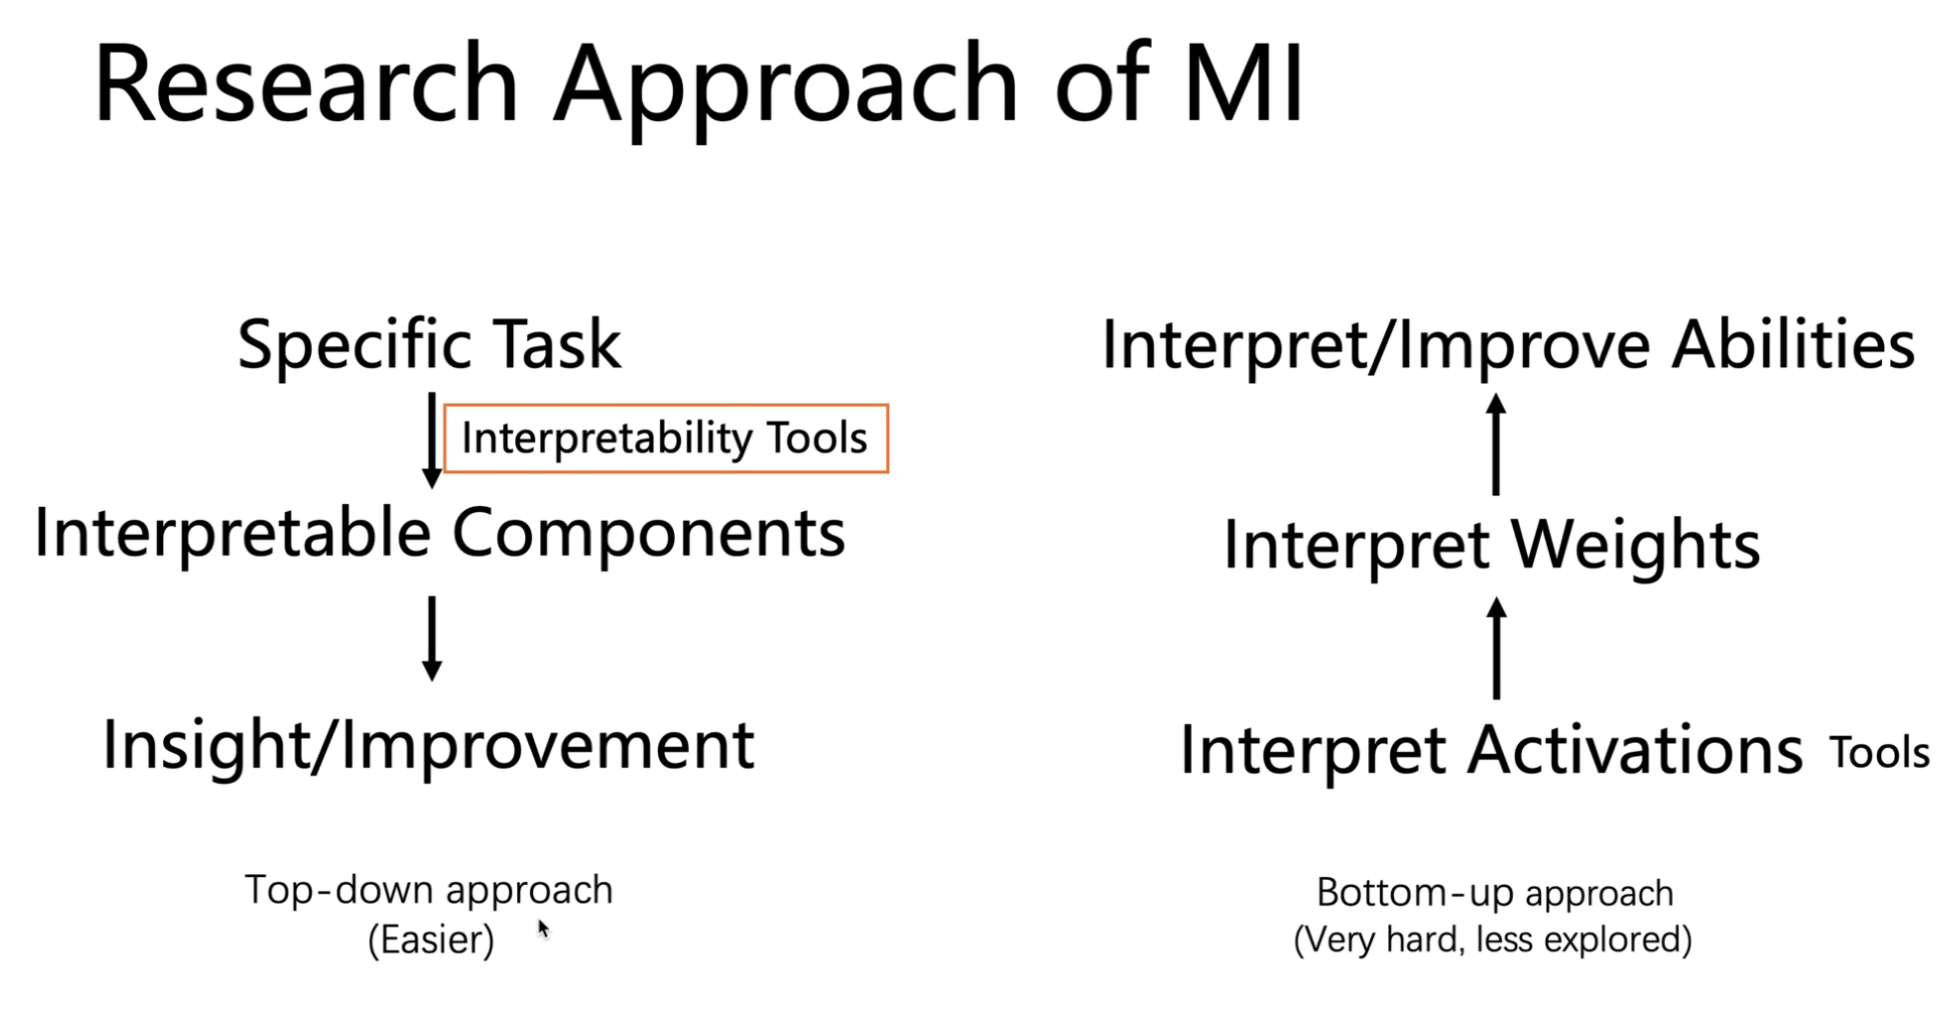 Research Approach of MI
Specific Task
Interpretability Tools
Interpretable Components
Insight/Improvement
Top-down approach
(Easier)
Interpret/Improve Abilities
Interpret Weights
Interpret Activations Tools
Bottom-up approach
(Very hard, less explored)